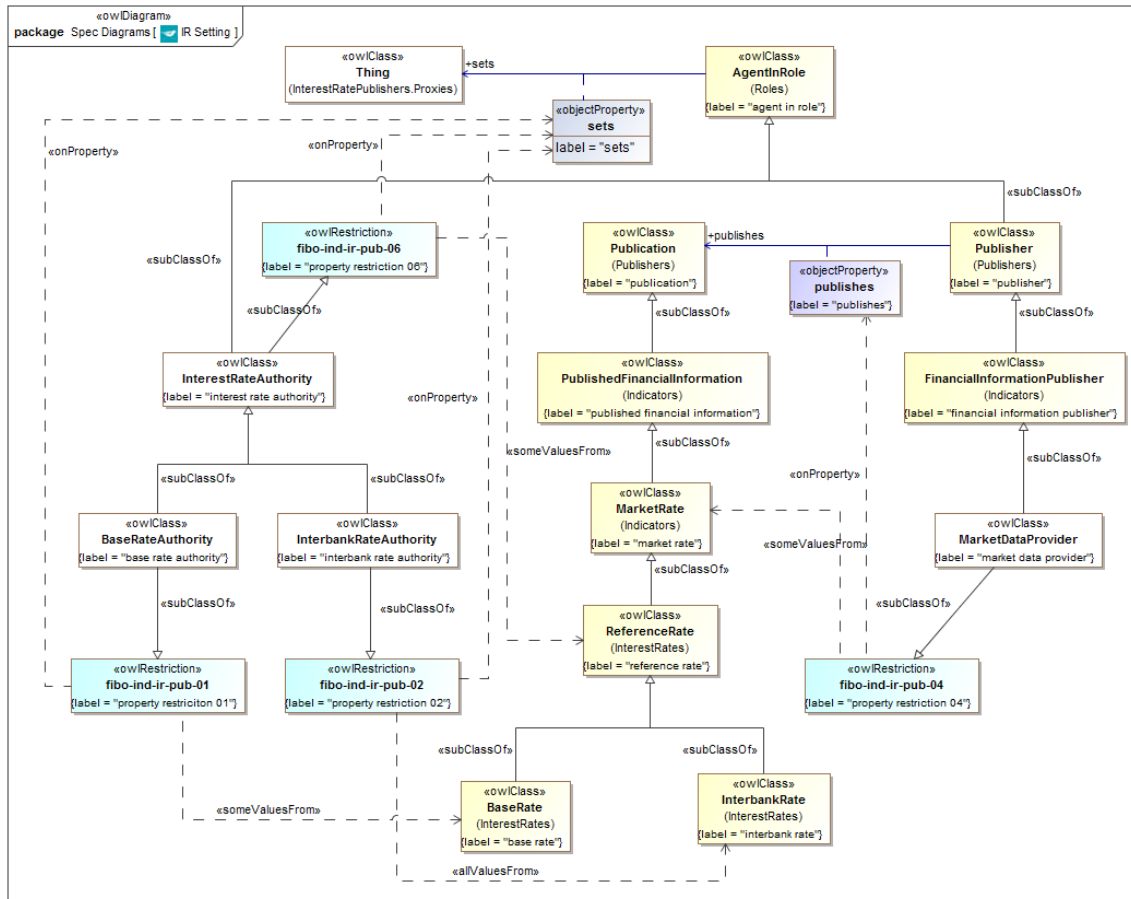 «owlDiagram»
package Spec Diagrams [ IR Setting ]
«owlClass»
Thing
(InterestRatePublishers.Proxies)
+sets
«owlClass»
AgentInRole
(Roles)
{label = "agent in role"}
«objectProperty»
sets
label = "sets"
«onProperty»
«onProperty»
«subClassOf»
«subClassOf»
«owlRestriction»
fibo-ind-ir-pub-06
{label = "property restriction 06"}
«owlClass»
Publication
(Publishers)
{label = "publication"}
+publishes
«owlClass»
Publisher
(Publishers)
{label = "publisher"}
«objectProperty»
publishes
{label = "publishes"}
«subClassOf»
«subClassOf»
«subClassOf»
«owlClass»
InterestRateAuthority
{label = "interest rate authority"}
«onProperty»
«owlClass»
PublishedFinancialInformation
(Indicators)
{label = "published financial information"}
«owlClass»
FinancialInformationPublisher
(Indicators)
{label = "financial information publisher"}
«subClassOf»
«subClassOf»
«someValuesFrom»
«subClassOf»
«subClassOf»
«onProperty»
«owlClass»
BaseRateAuthority
{label = "base rate authority"}
«owlClass»
InterbankRateAuthority
{label = "interbank rate authority"}
«owlClass»
MarketRate
(Indicators)
{label = "market rate"}
«someValuesFrom»
«owlClass»
MarketDataProvider
{label = "market data provider"}
«subClassOf»
«subClassOf»
«subClassOf»
«subClassOf»
«owlClass»
ReferenceRate
(InterestRates)
{label = "reference rate"}
«owlRestriction»
fibo-ind-ir-pub-01
{label = "property restriciton 01"}
«owlRestriction»
fibo-ind-ir-pub-02
{label = "property restriction 02"}
«owlRestriction»
fibo-ind-ir-pub-04
{label = "property restriction 04"}
«subClassOf»
«subClassOf»
«someValuesFrom»
«owlClass»
BaseRate
(InterestRates)
{label = "base rate"}
«owlClass»
InterbankRate
(InterestRates)
{label = "interbank rate"}
«allValuesFrom»